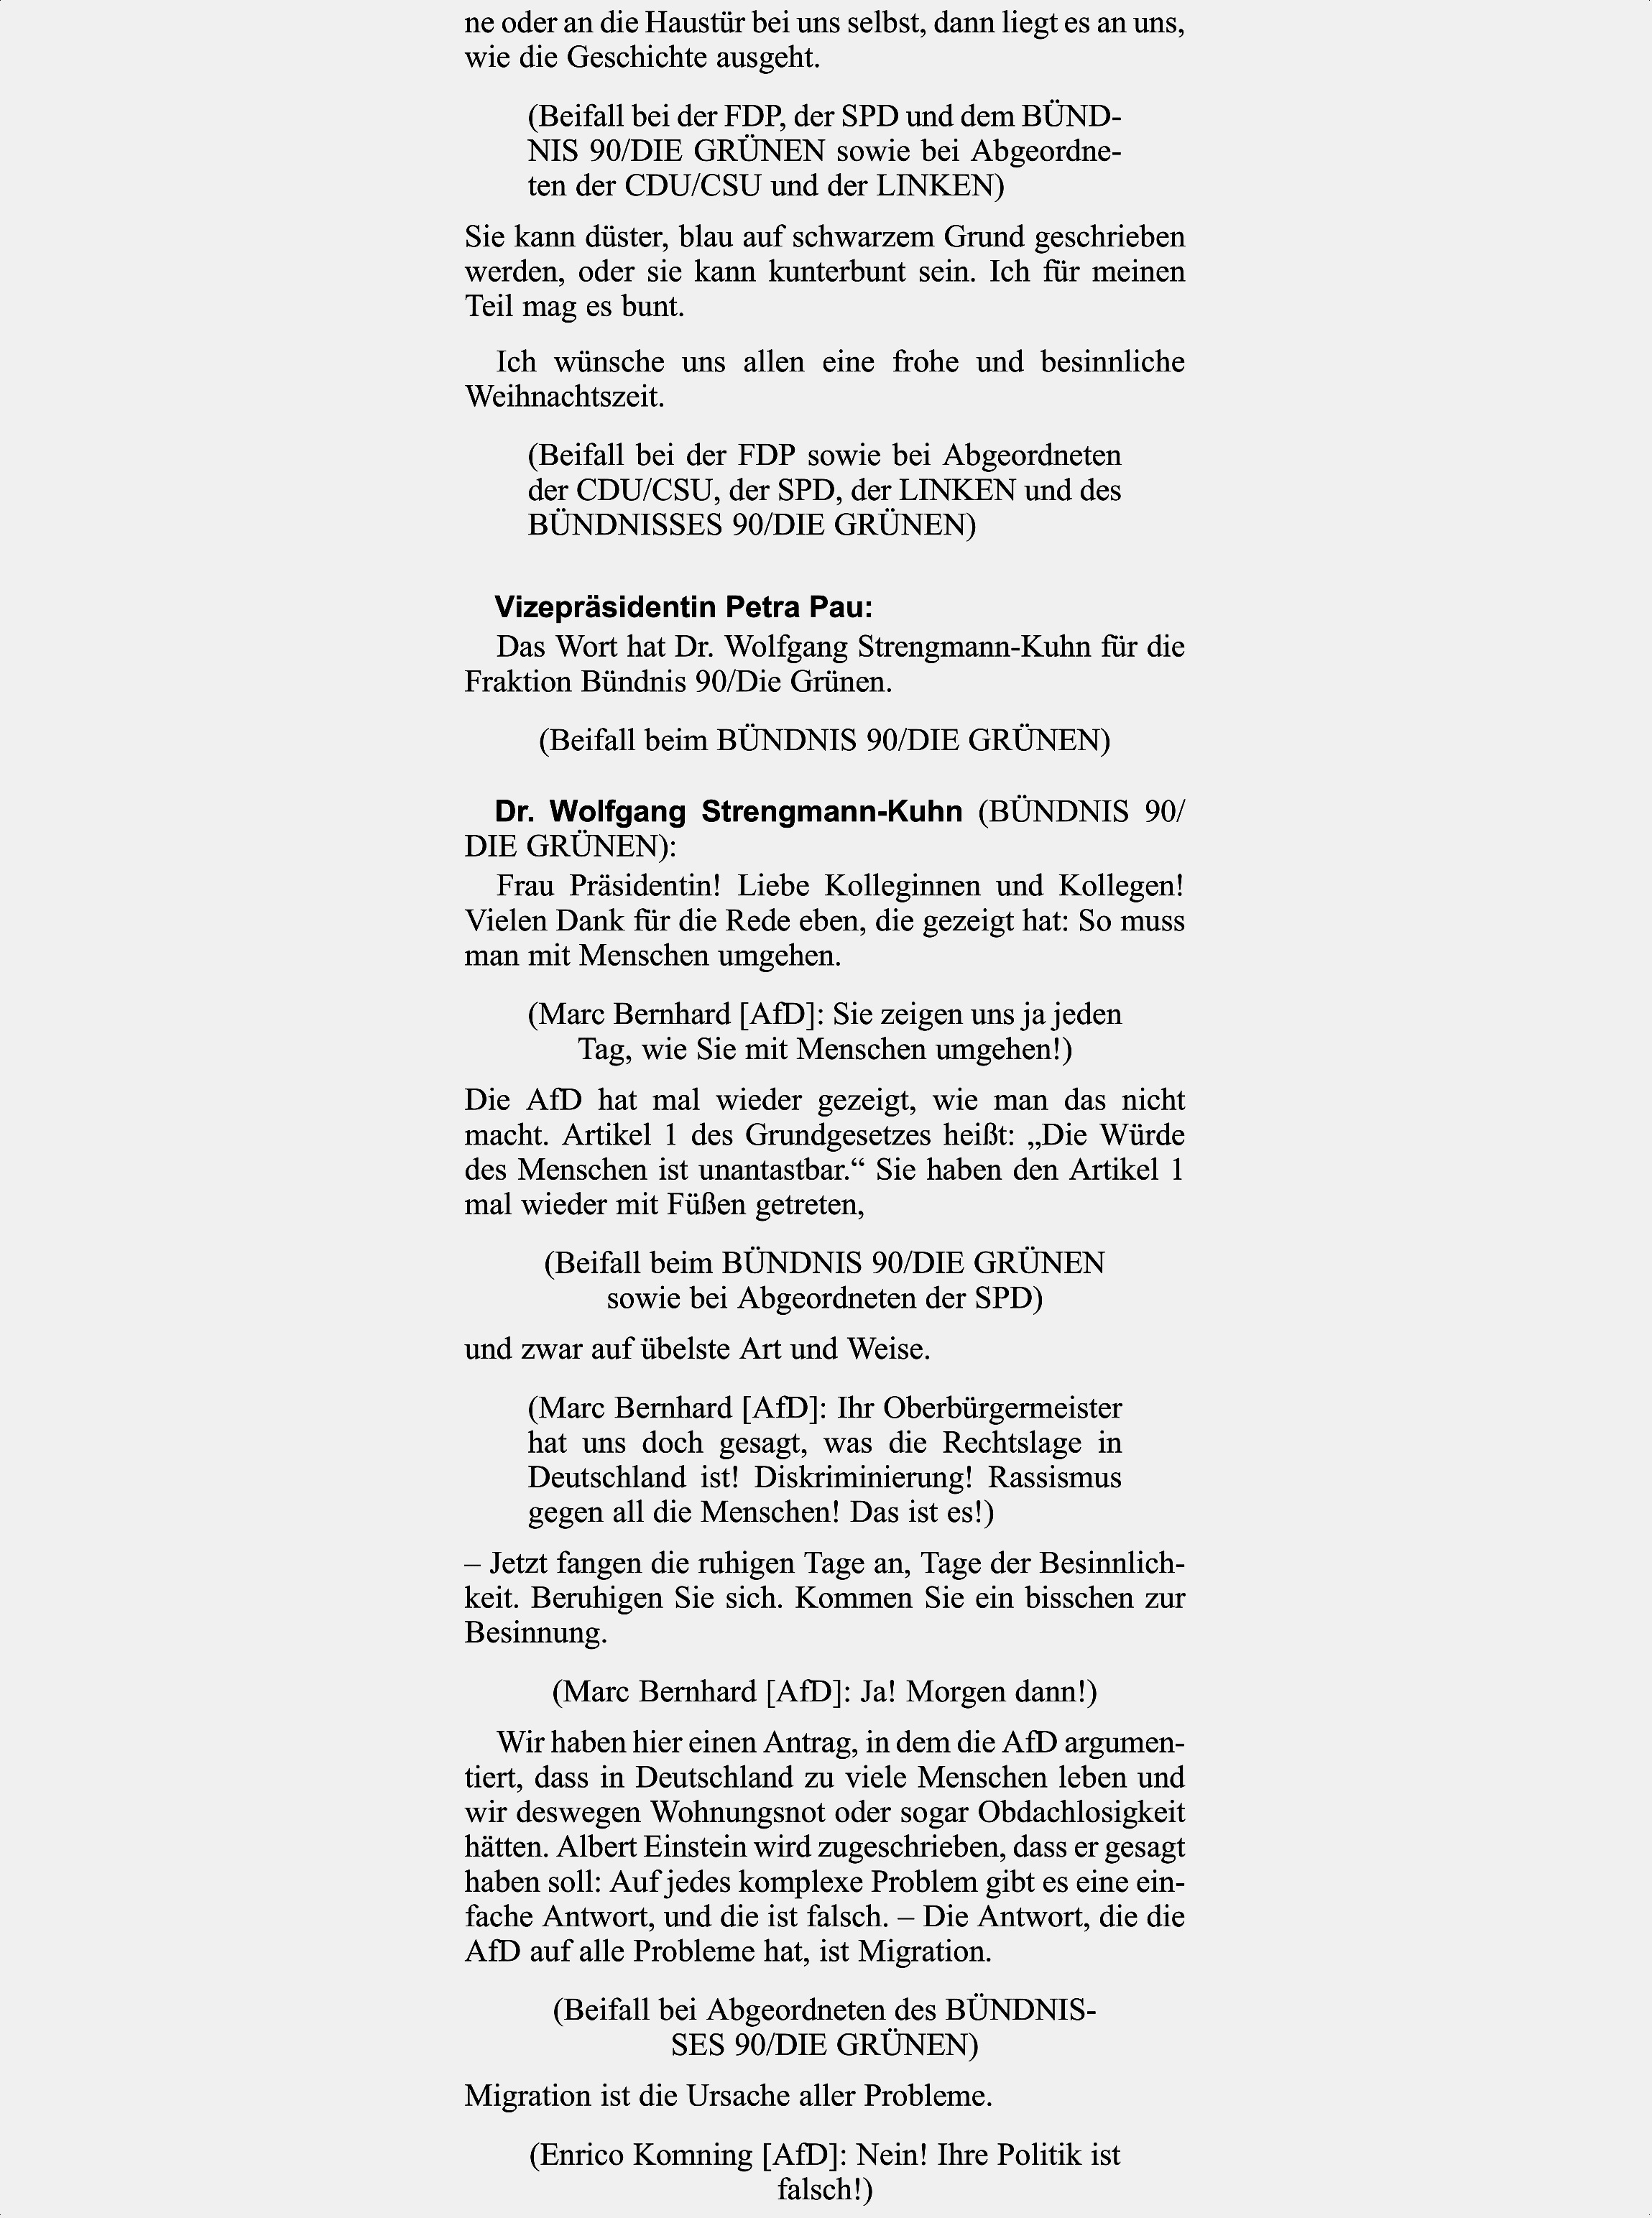 ne oder an die Haustür bei uns selbst, dann liegt es an uns,
wie die Geschichte ausgeht.
(Beifall bei der FDP, der SPD und dem BÜND-
NIS 90/DIE GRÜNEN sowie bei Abgeordne-
ten der CDU/CSU und der LINKEN)
Sie kann düster, blau auf schwarzem Grund geschrieben
werden, oder sie kann kunterbunt sein. Ich für meinen
Teil mag es bunt.
Ich wünsche uns allen eine frohe und besinnliche
Weihnachtszeit.
(Beifall bei der FDP sowie bei Abgeordneten
der CDU/CSU, der SPD, der LINKEN und des
BÜNDNISSES 90/DIE GRÜNEN)
Vizepräsidentin Petra Pau:
Das Wort hat Dr. Wolfgang Strengmann-Kuhn für die
Fraktion Bündnis 90/Die Grünen.
(Beifall beim BÜNDNIS 90/DIE GRÜNEN)
Dr. Wolfgang Strengmann-Kuhn (BÜNDNIS 90/
DIE GRÜNEN):
Frau Präsidentin! Liebe Kolleginnen und Kollegen!
Vielen Dank für die Rede eben, die gezeigt hat: So muss
man mit Menschen umgehen.
(Marc Bernhard [AfD]: Sie zeigen uns ja jeden
Tag, wie Sie mit Menschen umgehen!)
Die AfD hat mal wieder gezeigt, wie man das nicht
macht. Artikel 1 des Grundgesetzes heißt: „Die Würde
des Menschen ist unantastbar.“ Sie haben den Artikel 1
mal wieder mit Füßen getreten,
(Beifall beim BÜNDNIS 90/DIE GRÜNEN
sowie bei Abgeordneten der SPD)
und zwar auf übelste Art und Weise.
(Marc Bernhard [AfD]: Ihr Oberbürgermeister
hat uns doch gesagt, was die Rechtslage in
Deutschland ist! Diskriminierung! Rassismus
gegen all die Menschen! Das ist es!)
– Jetzt fangen die ruhigen Tage an, Tage der Besinnlich-
keit. Beruhigen Sie sich. Kommen Sie ein bisschen zur
Besinnung.
(Marc Bernhard [AfD]: Ja! Morgen dann!)
Wir haben hier einen Antrag, in dem die AfD argumen-
tiert, dass in Deutschland zu viele Menschen leben und
wir deswegen Wohnungsnot oder sogar Obdachlosigkeit
hätten. Albert Einstein wird zugeschrieben, dass er gesagt
haben soll: Auf jedes komplexe Problem gibt es eine ein-
fache Antwort, und die ist falsch. – Die Antwort, die die
AfD auf alle Probleme hat, ist Migration.
(Beifall bei Abgeordneten des BÜNDNIS-
SES 90/DIE GRÜNEN)
Migration ist die Ursache aller Probleme.
(Enrico Komning [AfD]: Nein! Ihre Politik ist
falsch!)